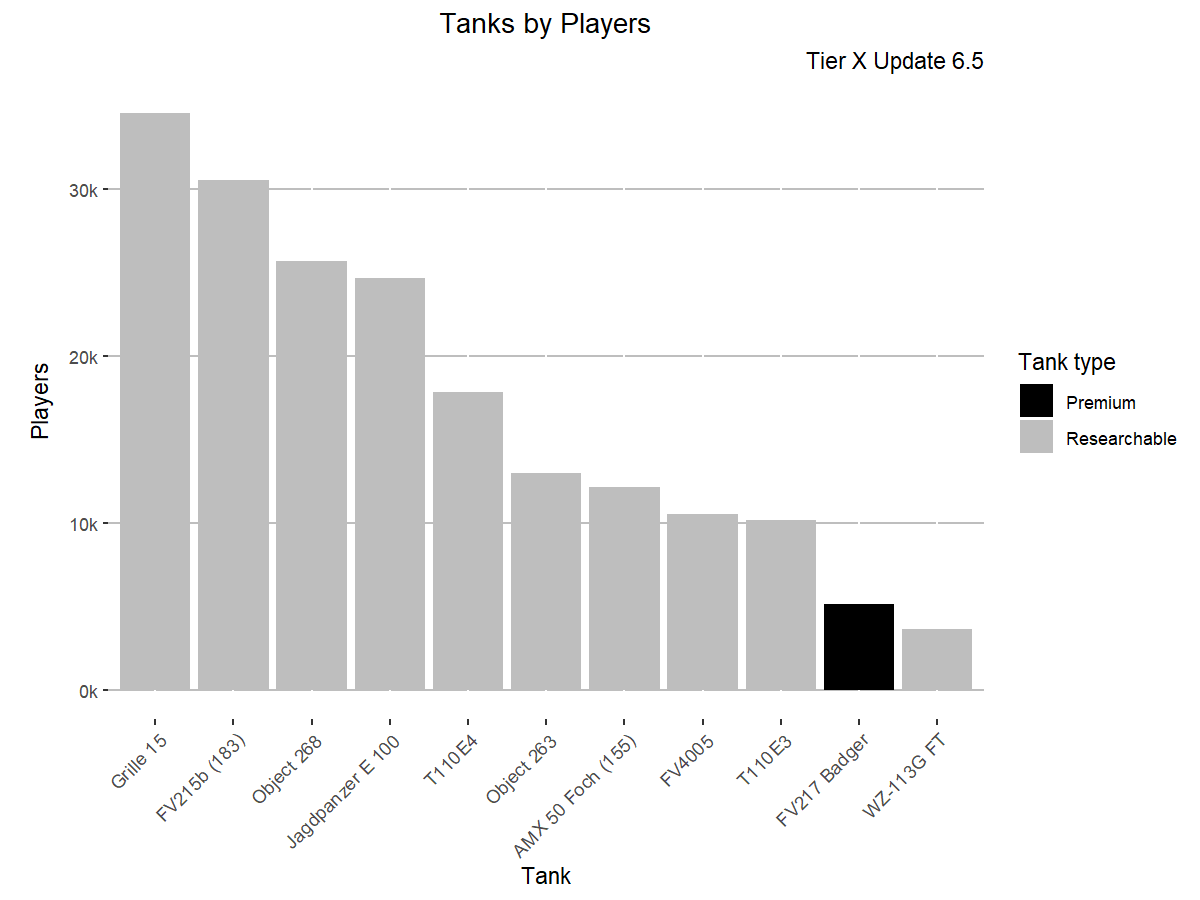 Tanks by Players
Tier X Update 6.5
Players
30k
20k
10k
0k
Grille 15
FV215b (183)
Object 268
Jagdpanzer E 100
T110E4
Object 263
AMX 50 Foch (155)
FV4005
T110E3
FV217 Badger
WZ-113G FT
Tank
Tank type
Premium
Researchable